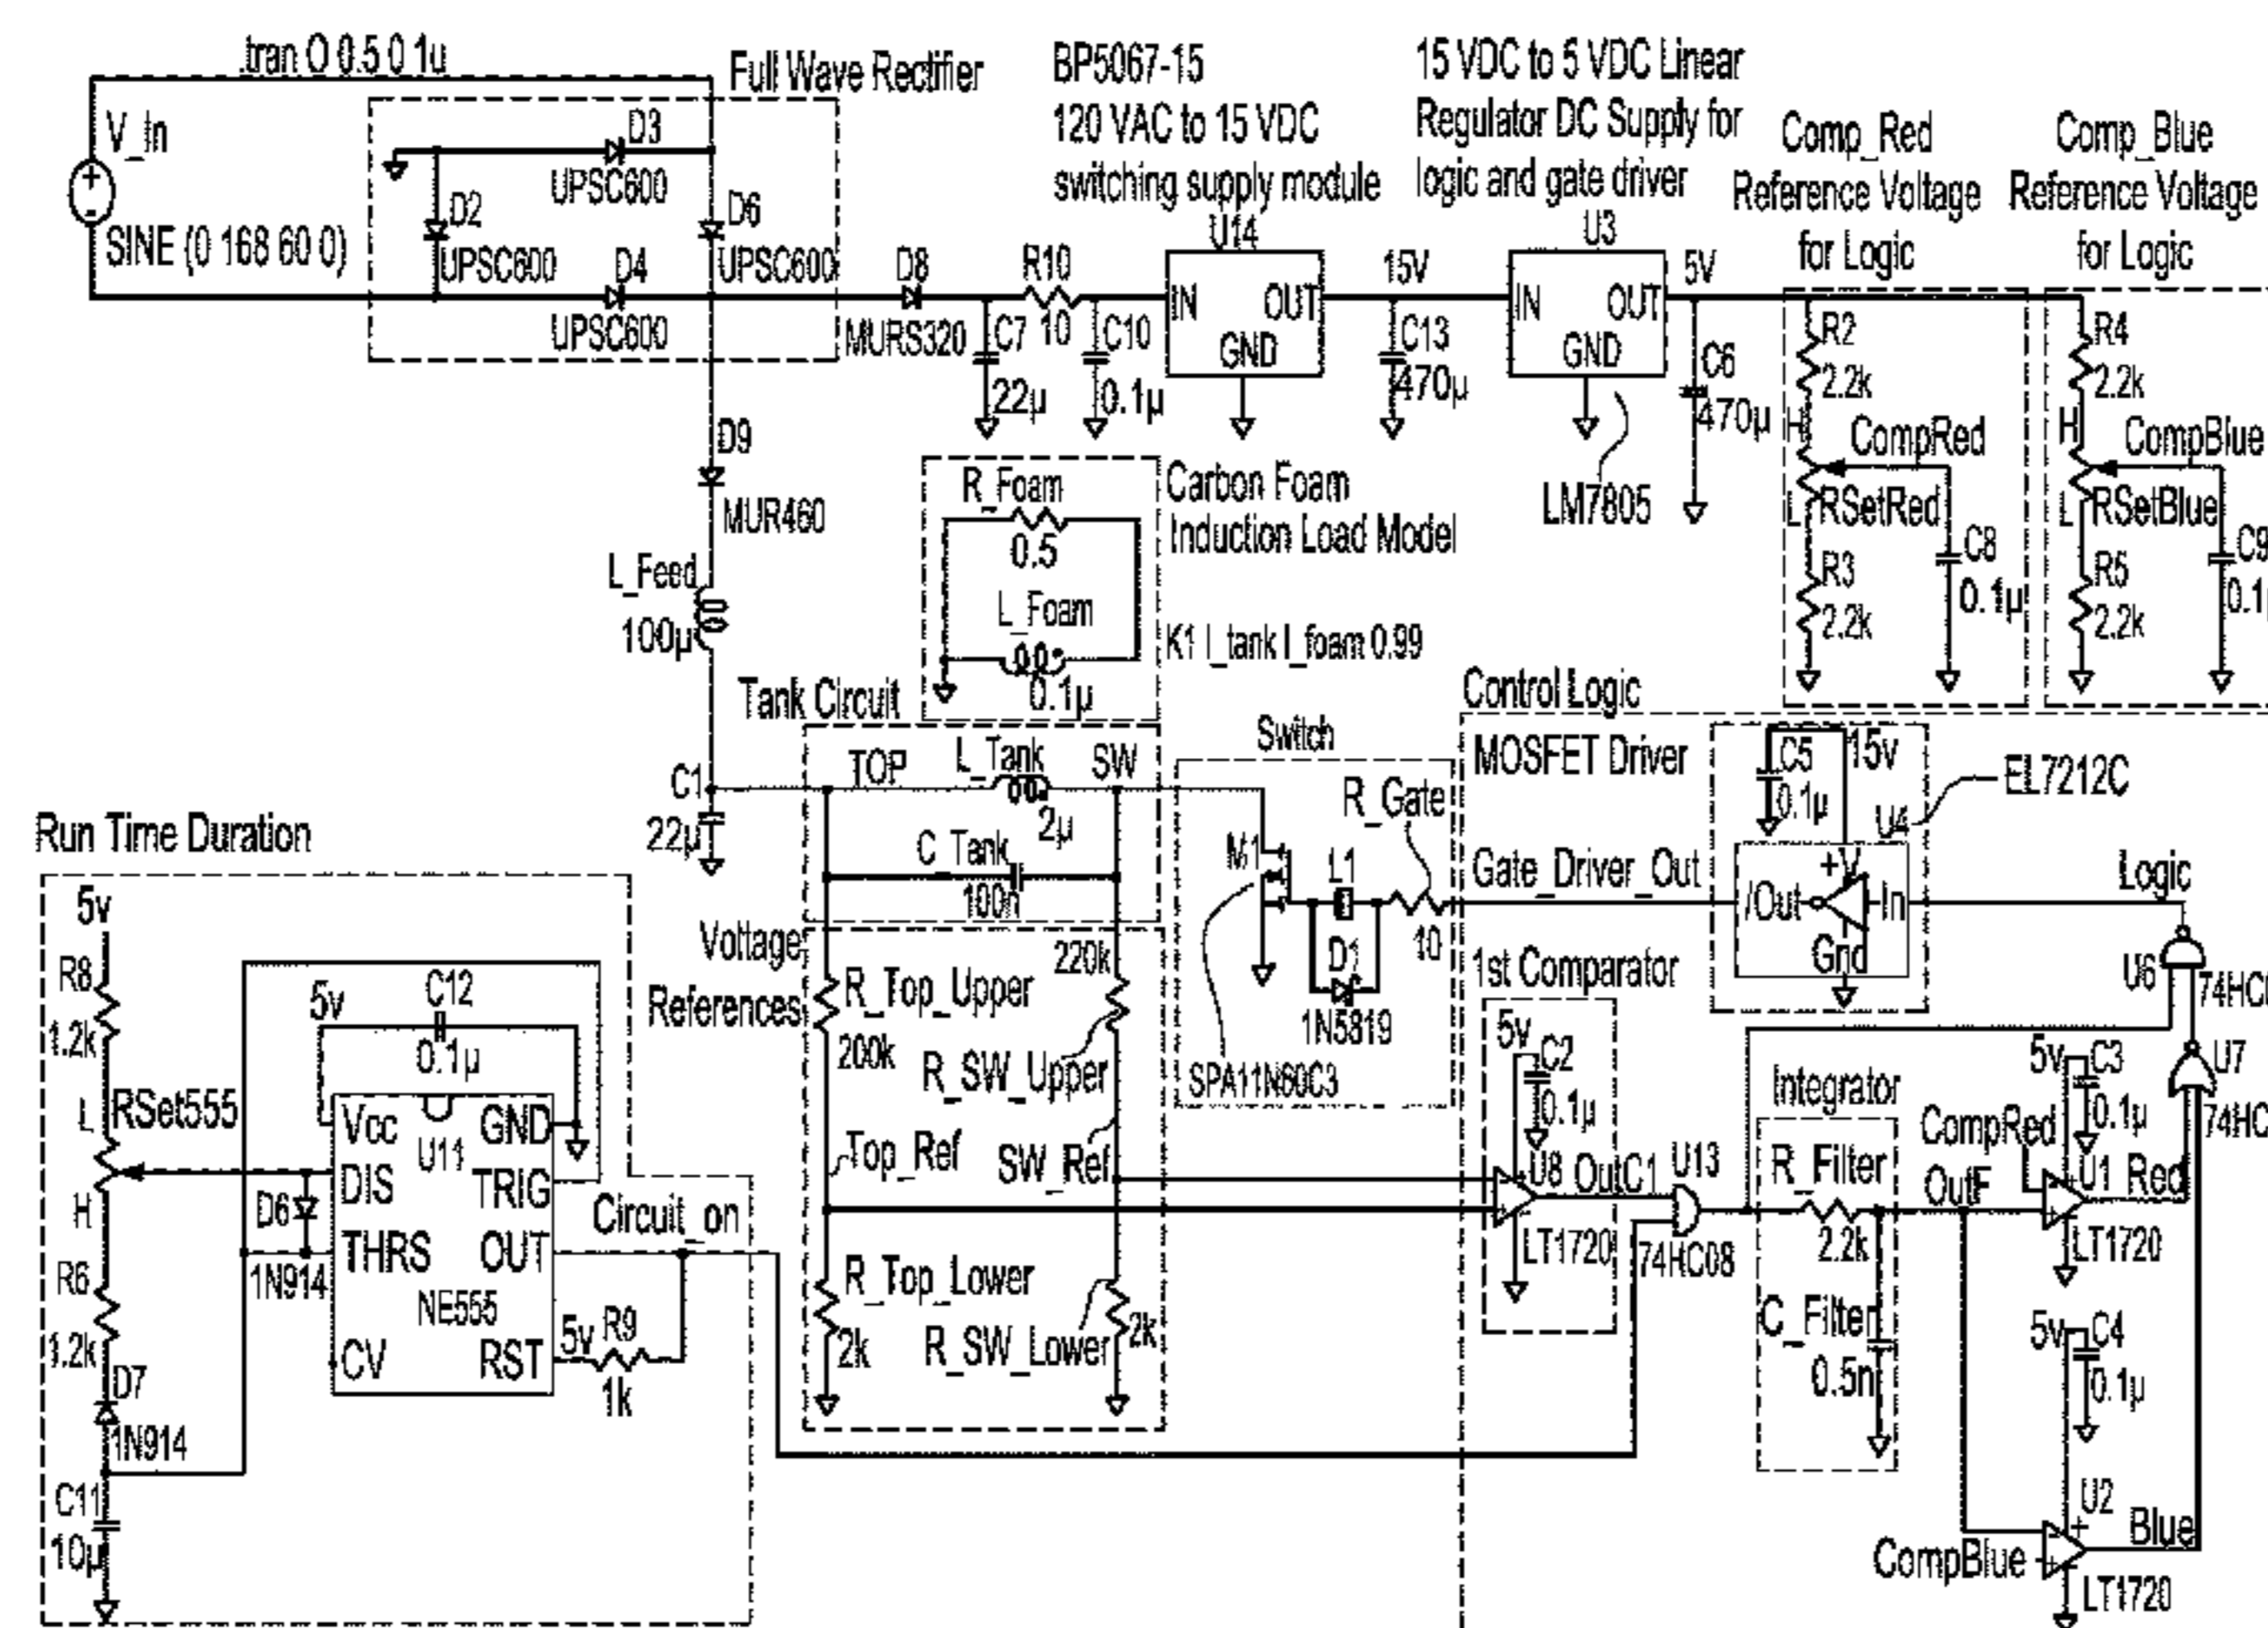 .tran O 0.5 0 1u
Full Wave Rectifier
V_In
SINE (0 168 60 0)
D3
UPSC600
D2
UPSC600
D6
UPSC600
D4
UPSC600
BP5067-15
120 VAC to 15 VDC
switching supply module
U14
15 VDC to 5 VDC Linear
Regulator DC Supply for
logic and gate driver
U3
Comp_Red
Reference Voltage
for Logic
Comp_Blue
Reference Voltage
for Logic
D8
MURS320
R10
10
C7
22µ
C10
0.1µ
IN
OUT
GND
15V
C13
470µ
IN
OUT
GND
5V
C6
470µ
LM7805
R2
2.2k
H
CompRed
L
RSetRed
R3
2.2k
C8
0.1µ
R4
2.2k
H
CompBlue
L
RSetBlue
R5
2.2k
C9
D9
MUR460
L_Feed
100µ
R_Foam
0.5
L_Foam
0.1µ
Carbon Foam
Induction Load Model
K1 l_tank l_foam 0.99
Tank Circuit
C1
22µ
TOP
L_Tank
2µ
SW
C_Tank
100n
Switch
M1
L1
R_Gate
10
D1
1N5819
SPA11N60C3
Control Logic
MOSFET Driver
Gate_Driver_Out
C5
0.1µ
15v
U4
EL7212C
+V
/Out
In
Gnd
Logic
U6
U7
Run Time Duration
5v
R8
1.2k
L
RSet555
H
R6
1.2k
D7
1N914
C11
10µ
5v
C12
0.1µ
Vcc
GND
U11
DIS
TRIG
THRS
OUT
NE555
CV
RST
D6
1N914
Circuit_on
5v
R9
1k
Voltage
References
R_Top_Upper
200k
220k
R_SW_Upper
Top_Ref
SW_Ref
R_Top_Lower
2k
R_SW_Lower
2k
1st Comparator
5v
C2
0.1µ
U8
OutC1
LT1720
U13
74HC08
Integrator
R_Filter
2.2k
C_Filter
0.5n
CompRed
OutF
5v
C3
0.1µ
U1
Red
LT1720
5v
C4
0.1µ
U2
Blue
CompBlue
LT1720